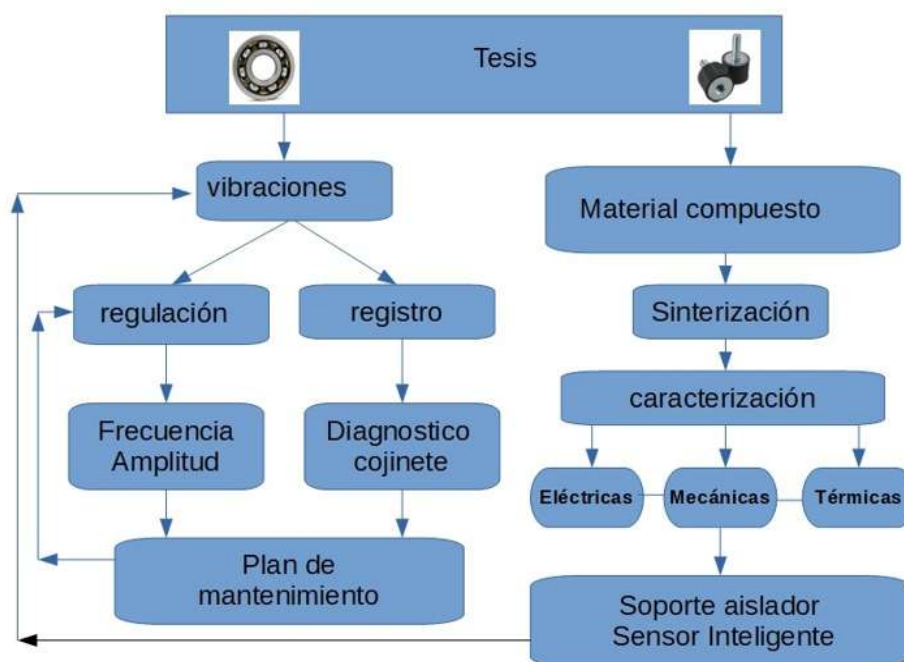 Tesis
vibraciones
Material compuesto
regulación
registro
Sinterización
caracterización
Frecuencia
Amplitud
Diagnostico
cojinete
Eléctricas
Mecánicas
Térmicas
Plan de
mantenimiento
Soporte aislador
Sensor Inteligente